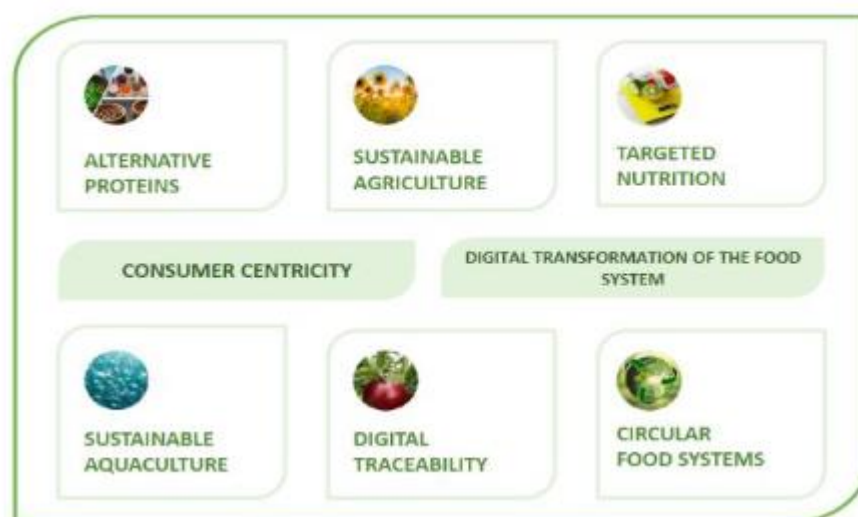 ALTERNATIVE
PROTEINS
SUSTAINABLE
AGRICULTURE
TARGETED
NUTRITION
CONSUMER CENTRICITY
DIGITAL TRANSFORMATION OF THE FOOD
SYSTEM
SUSTAINABLE
AQUACULTURE
DIGITAL
TRACEABILITY
CIRCULAR
FOOD SYSTEMS